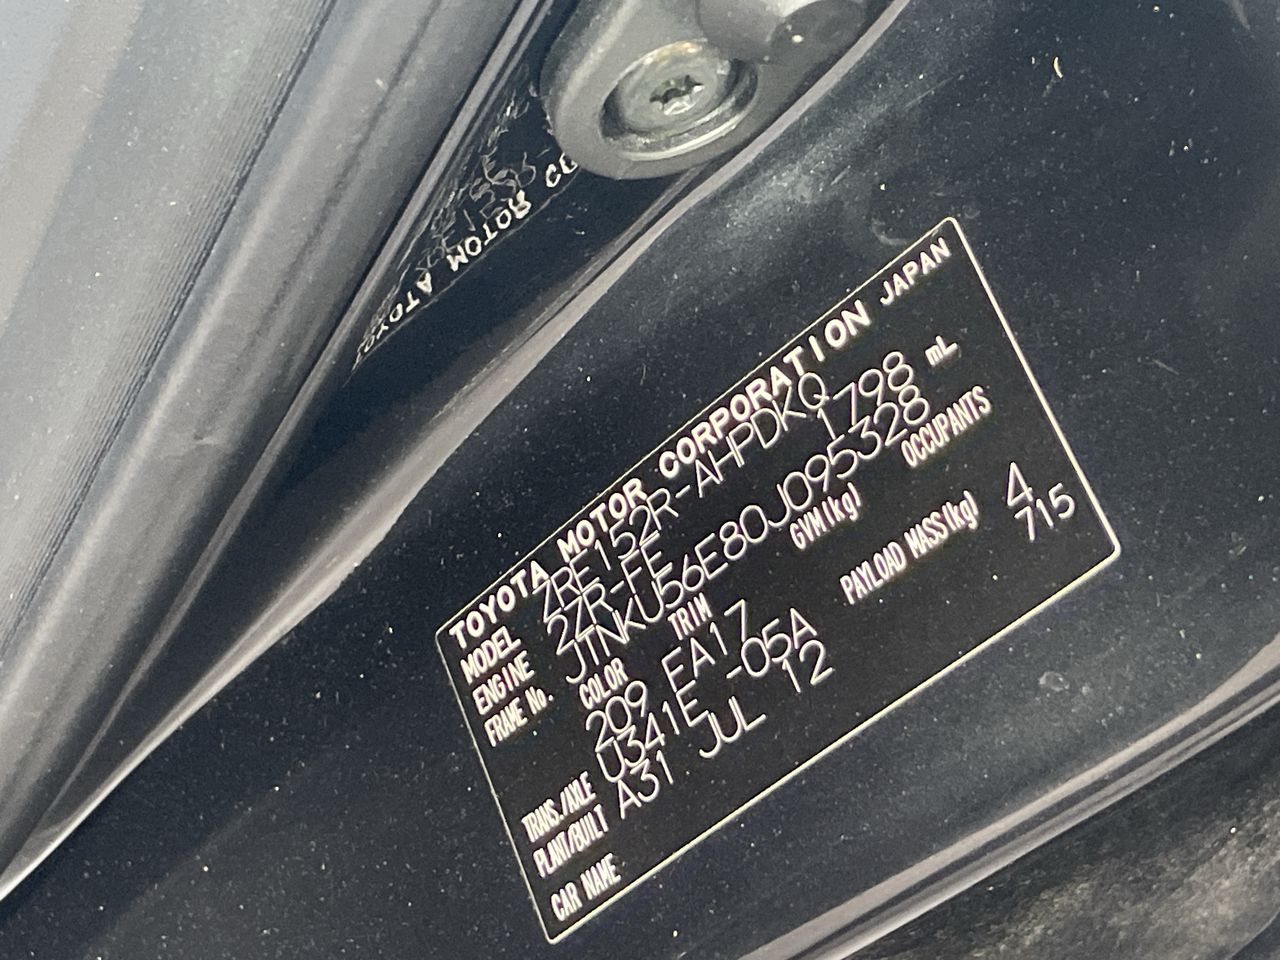 TOYOTA MOTOR CORPORATION JAPAN
MODEL ZRE152R-AHPDKQ
ENGINE 2ZR-FE 1798 mL
FRAME No. JTNKU56E80J095328
COLOR TRIM GVM(kg) OCCUPANTS
209 FA17 PAYLOAD MASS(kg) 4
715
TRANS./AXLE U341E -05A
PLANT/BUILT A31 JUL 12
CAR NAME
TOYOTA MOTOR CO